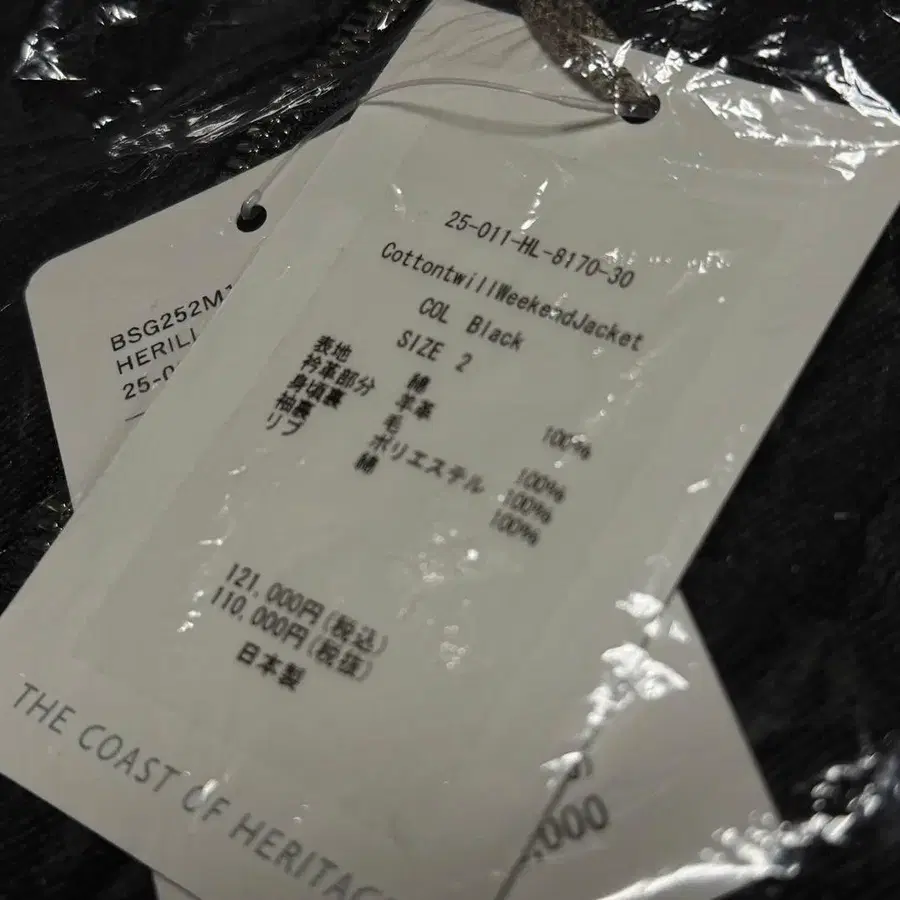 25-011-HL-8170-30
CottontwillWeekendJacket
COL Black
SIZE 2
表地 綿 100%
衿革部分 羊革
身頃裏 毛 100%
袖裏 ポリエステル 100%
リブ 綿 100%
121,000円(税込)
110,000円(税抜)
日本製
THE COAST OF HERITAG
BSG252M
HERILL
25-0
,000